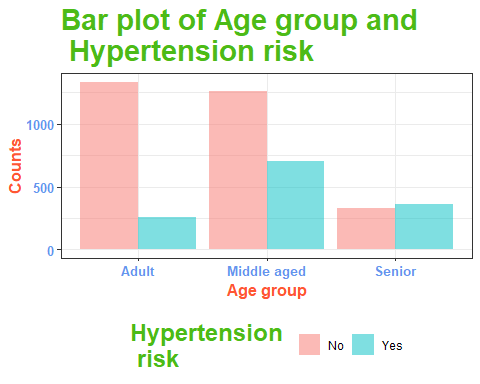 Bar plot of Age group and
Hypertension risk
1000
500
0
Counts
Adult Middle aged Senior
Age group
Hypertension
risk
No Yes